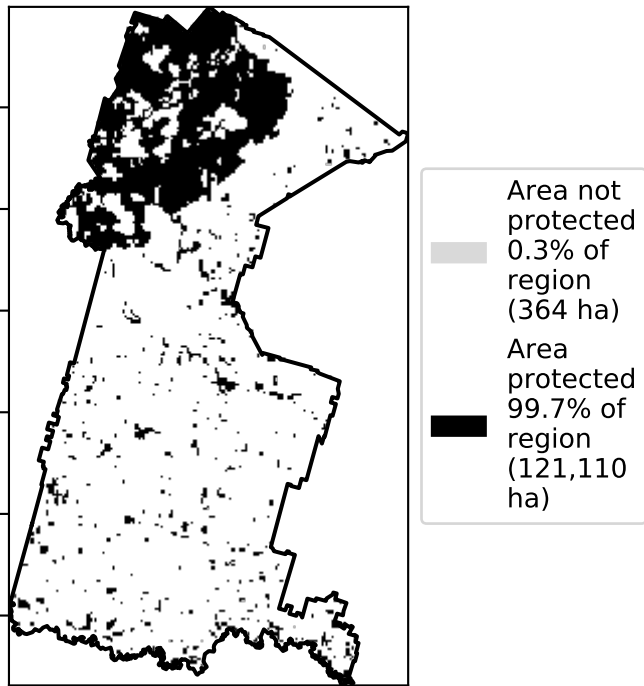 Area not
protected
0.3% of
region
(364 ha)
Area
protected
99.7% of
region
(121,110
ha)